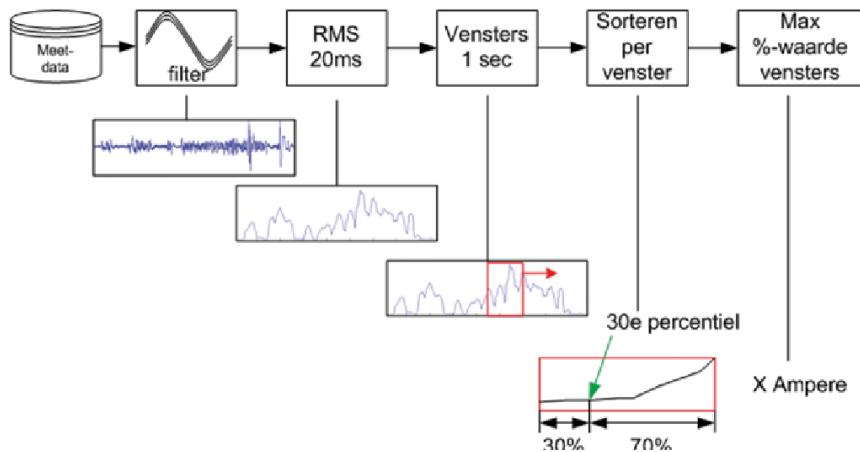 Meet-
data
filter
RMS
20ms
Vensters
1 sec
Sorteren
per
venster
Max
%-waarde
vensters
30e percentiel
X Ampere
30%
70%